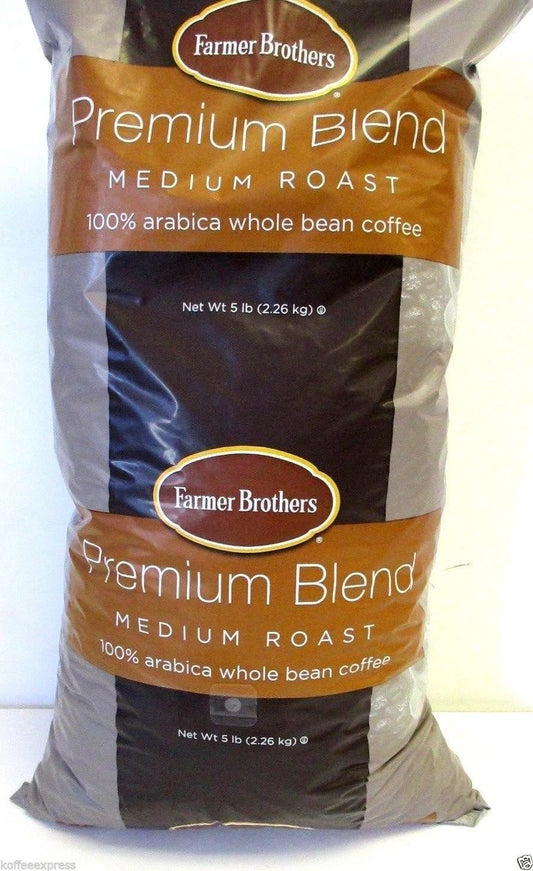 Farmer Brothers
®
Premium Blend
MEDIUM ROAST
100% arabica whole bean coffee
Net Wt 5 lb (2.26 kg)
Farmer Brothers
®
Premium Blend
MEDIUM ROAST
100% arabica whole bean coffee
Net Wt 5 lb (2.26 kg)
koffeeexpress